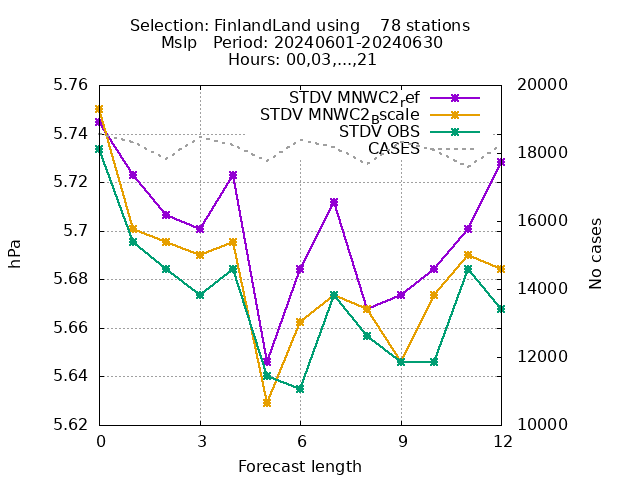 Selection: FinlandLand using    78 stations
Mslp   Period: 20240601-20240630
Hours: 00,03,...,21
STDV MNWC2ref
STDV MNWC2Bscale
STDV OBS
CASES
5.76
5.74
5.72
5.7
5.68
5.66
5.64
5.62
20000
18000
16000
14000
12000
10000
hPa
No cases
0 3 6 9 12
Forecast length